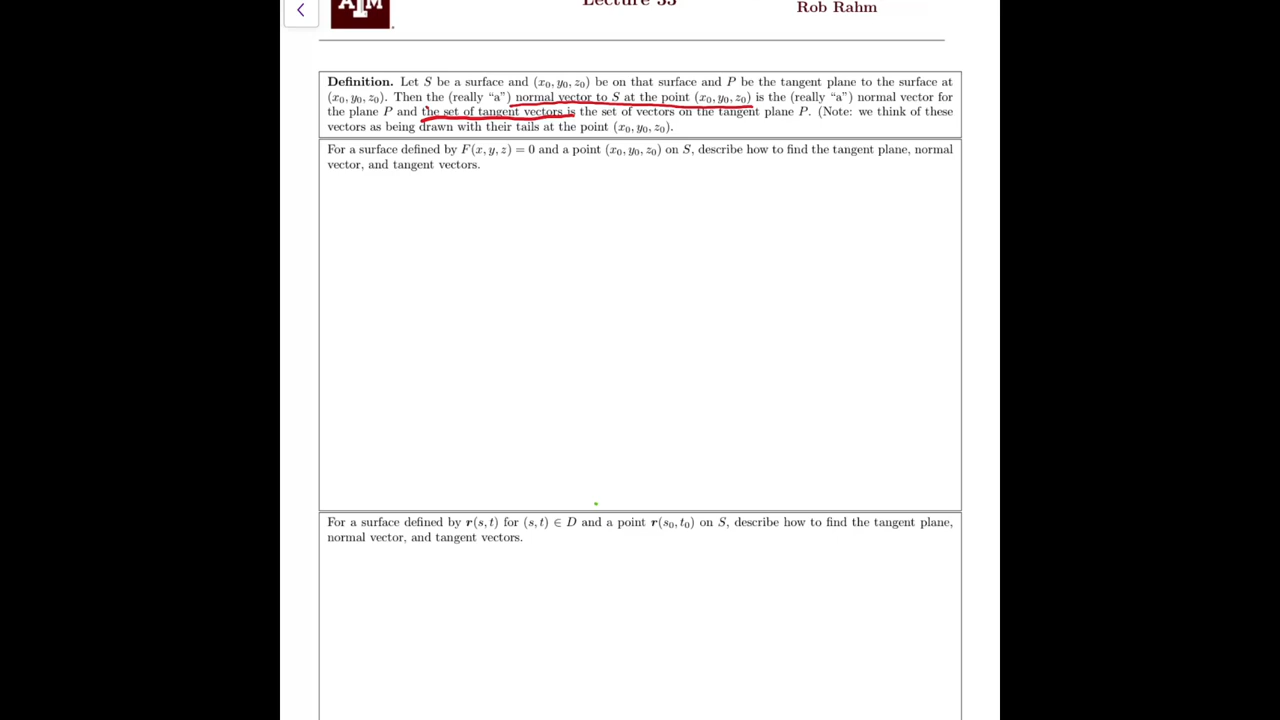 Lecture 33
Rob Rahm
Definition. Let S be a surface and (x₀, y₀, z₀) be on that surface and P be the tangent plane to the surface at
(x₀, y₀, z₀). Then the (really “a”) normal vector to S at the point (x₀, y₀, z₀) is the (really “a”) normal vector for
the plane P and the set of tangent vectors is the set of vectors on the tangent plane P. (Note: we think of these
vectors as being drawn with their tails at the point (x₀, y₀, z₀).
For a surface defined by F(x, y, z) = 0 and a point (x₀, y₀, z₀) on S, describe how to find the tangent plane, normal
vector, and tangent vectors.
For a surface defined by r(s, t) for (s, t) ∈ D and a point r(s₀, t₀) on S, describe how to find the tangent plane,
normal vector, and tangent vectors.